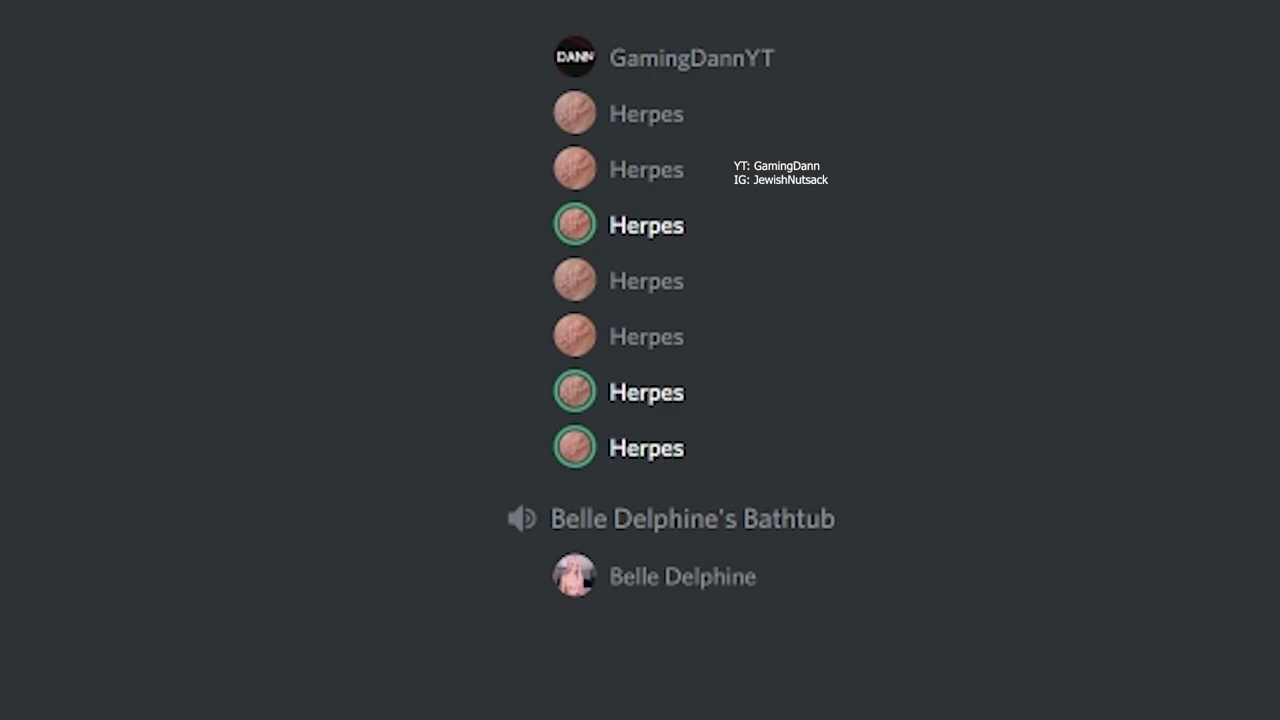 DANN
GamingDannYT
Herpes
Herpes
YT: GamingDann
IG: JewishNutsack
Herpes
Herpes
Herpes
Herpes
Herpes
Belle Delphine's Bathtub
Belle Delphine